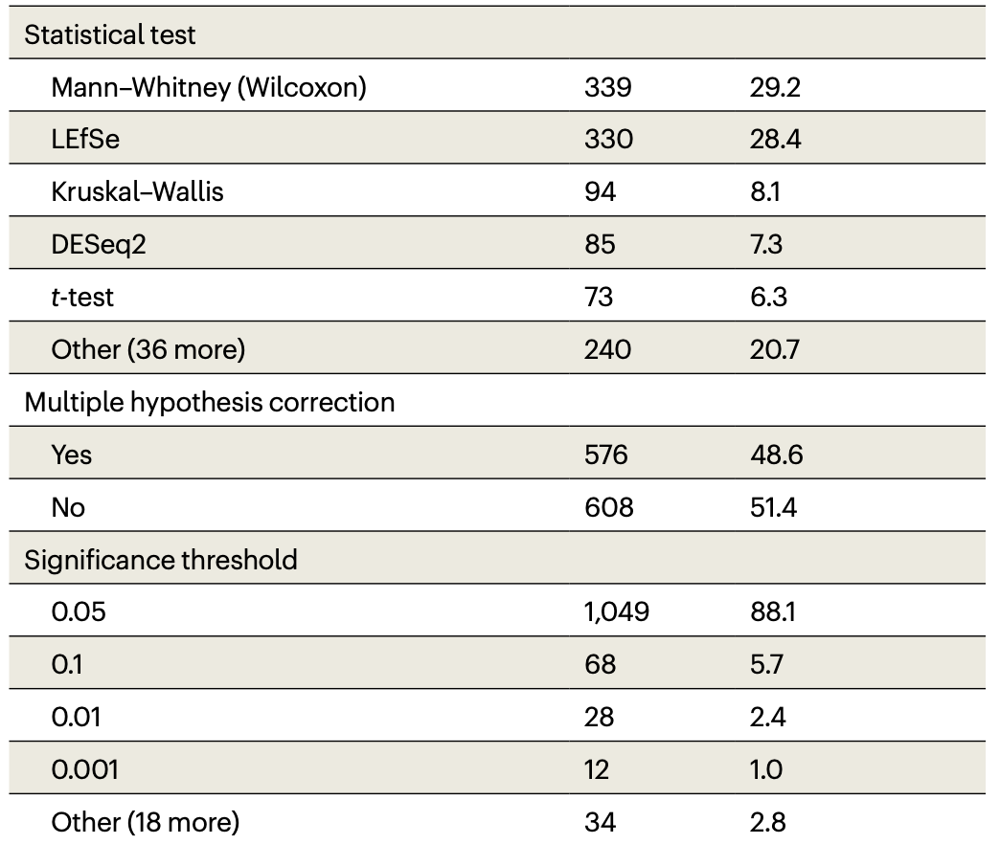 Statistical test
Mann–Whitney (Wilcoxon) 339 29.2
LEfSe 330 28.4
Kruskal–Wallis 94 8.1
DESeq2 85 7.3
t-test 73 6.3
Other (36 more) 240 20.7
Multiple hypothesis correction
Yes 576 48.6
No 608 51.4
Significance threshold
0.05 1,049 88.1
0.1 68 5.7
0.01 28 2.4
0.001 12 1.0
Other (18 more) 34 2.8